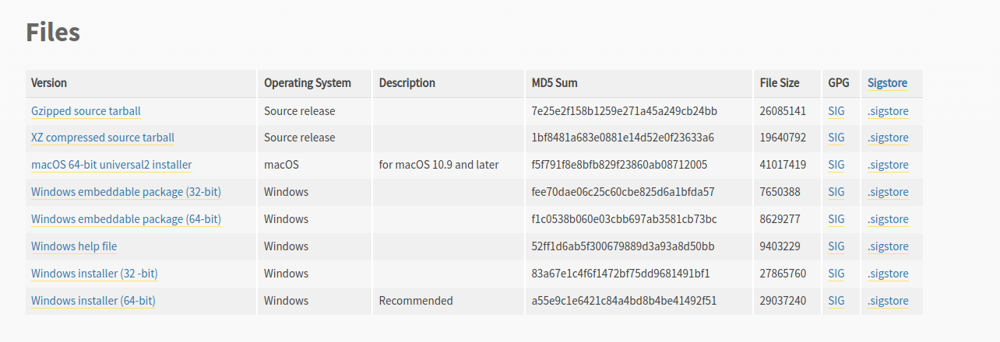 Files
Version Operating System Description MD5 Sum File Size GPG Sigstore
Gzipped source tarball Source release 7e25e2f158b1259e271a45a249cb24bb 26085141 SIG .sigstore
XZ compressed source tarball Source release 1bf8481a683e0881e14d52e0f23633a6 19640792 SIG .sigstore
macOS 64-bit universal2 installer macOS for macOS 10.9 and later f5f791f8e8bfb829f23860ab08712005 41017419 SIG .sigstore
Windows embeddable package (32-bit) Windows fee70dae06c25c60cbe825d6a1bfda57 7650388 SIG .sigstore
Windows embeddable package (64-bit) Windows f1c0538b060e03cbb697ab3581cb73bc 8629277 SIG .sigstore
Windows help file Windows 52ff1d6ab5f300679889d3a93a8d50bb 9403229 SIG .sigstore
Windows installer (32 -bit) Windows 83a67e1c4f6f1472bf75dd9681491bf1 27865760 SIG .sigstore
Windows installer (64-bit) Windows Recommended a55e9c1e6421c84a4bd8b4be41492f51 29037240 SIG .sigstore